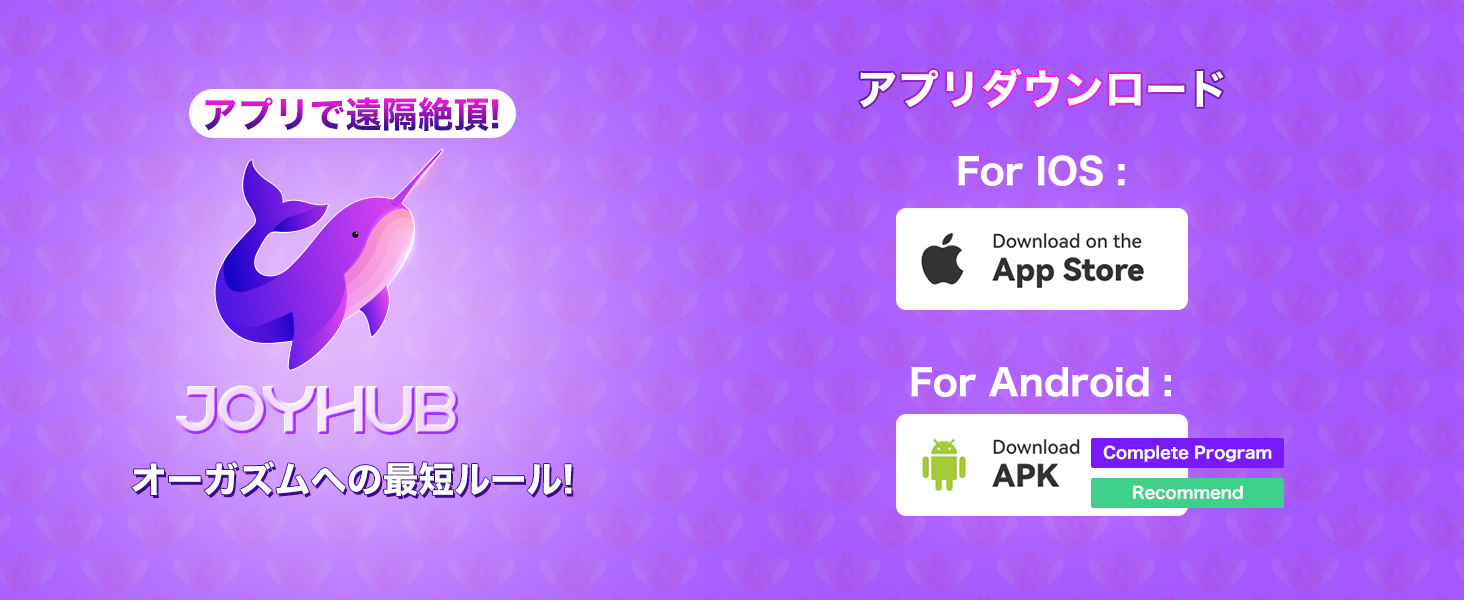 アプリで遠隔絶頂!
JOYHUB
オーガズムへの最短ルール!
アプリダウンロード
For IOS :
Download on the
App Store
For Android :
Download
APK
Complete Program
Recommend